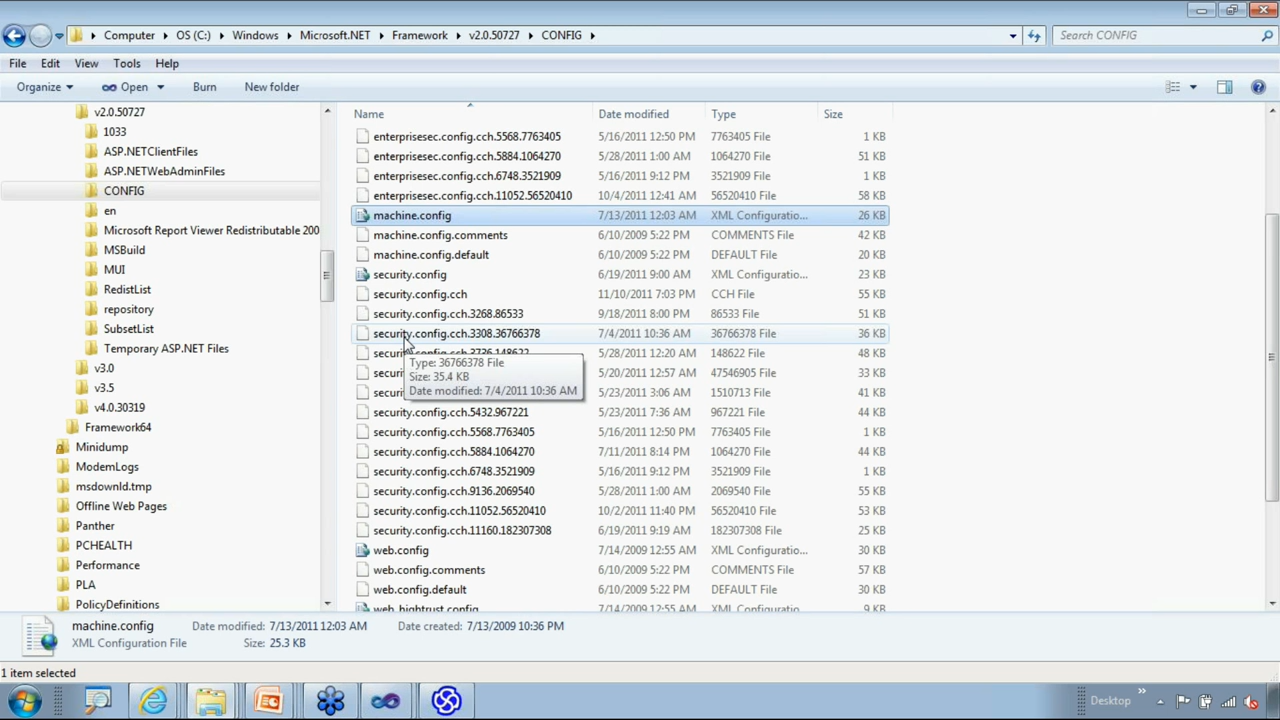 Computer OS (C:) Windows Microsoft.NET Framework v2.0.50727 CONFIG Search CONFIG
File Edit View Tools Help
Organize Open Burn New folder
v2.0.50727
1033
ASP.NETClientFiles
ASP.NETWebAdminFiles
CONFIG
en
Microsoft Report Viewer Redistributable 200
MSBuild
MUI
RedistList
repository
SubsetList
Temporary ASP.NET Files
v3.0
v3.5
v4.0.30319
Framework64
Minidump
ModemLogs
msdownld.tmp
Offline Web Pages
Panther
PCHEALTH
Performance
PLA
PolicyDefinitions
Name Date modified Type Size
enterprisesec.config.cch.5568.7763405 5/16/2011 12:50 PM 7763405 File 1 KB
enterprisesec.config.cch.5884.1064270 5/28/2011 1:00 AM 1064270 File 51 KB
enterprisesec.config.cch.6748.3521909 5/16/2011 9:12 PM 3521909 File 1 KB
enterprisesec.config.cch.11052.56520410 10/4/2011 12:41 AM 56520410 File 58 KB
machine.config 7/13/2011 12:03 AM XML Configuratio... 26 KB
machine.config.comments 6/10/2009 5:22 PM COMMENTS File 42 KB
machine.config.default 6/10/2009 5:22 PM DEFAULT File 20 KB
security.config 6/19/2011 9:00 AM XML Configuratio... 23 KB
security.config.cch 11/10/2011 7:03 PM CCH File 55 KB
security.config.cch.3268.86533 9/18/2011 8:00 PM 86533 File 51 KB
security.config.cch.3308.36766378 7/4/2011 10:36 AM 36766378 File 36 KB
security.config.cch.3736.148622 5/28/2011 12:20 AM 148622 File 48 KB
secur 5/20/2011 12:57 AM 47546905 File 38 KB
secur 5/23/2011 3:06 AM 1510713 File 41 KB
Type: 36766378 File
Size: 35.4 KB
Date modified: 7/4/2011 10:36 AM
security.config.cch.5432.967221 5/23/2011 7:36 AM 967221 File 44 KB
security.config.cch.5568.7763405 5/16/2011 12:50 PM 7763405 File 1 KB
security.config.cch.5884.1064270 7/11/2011 8:14 PM 1064270 File 44 KB
security.config.cch.6748.3521909 5/16/2011 9:12 PM 3521909 File 1 KB
security.config.cch.9136.2069540 5/28/2011 1:00 AM 2069540 File 55 KB
security.config.cch.11052.56520410 10/2/2011 11:40 PM 56520410 File 53 KB
security.config.cch.11160.182307308 6/19/2011 9:19 AM 182307308 File 25 KB
web.config 7/14/2009 12:55 AM XML Configuratio... 30 KB
web.config.comments 6/10/2009 5:22 PM COMMENTS File 57 KB
web.config.default 6/10/2009 5:22 PM DEFAULT File 30 KB
web_hightrust.config 7/14/2009 12:55 AM XML Configuratio... 9 KB
machine.config Date modified: 7/13/2011 12:03 AM Date created: 7/13/2009 10:36 PM
XML Configuration File Size: 25.3 KB
1 item selected
Desktop